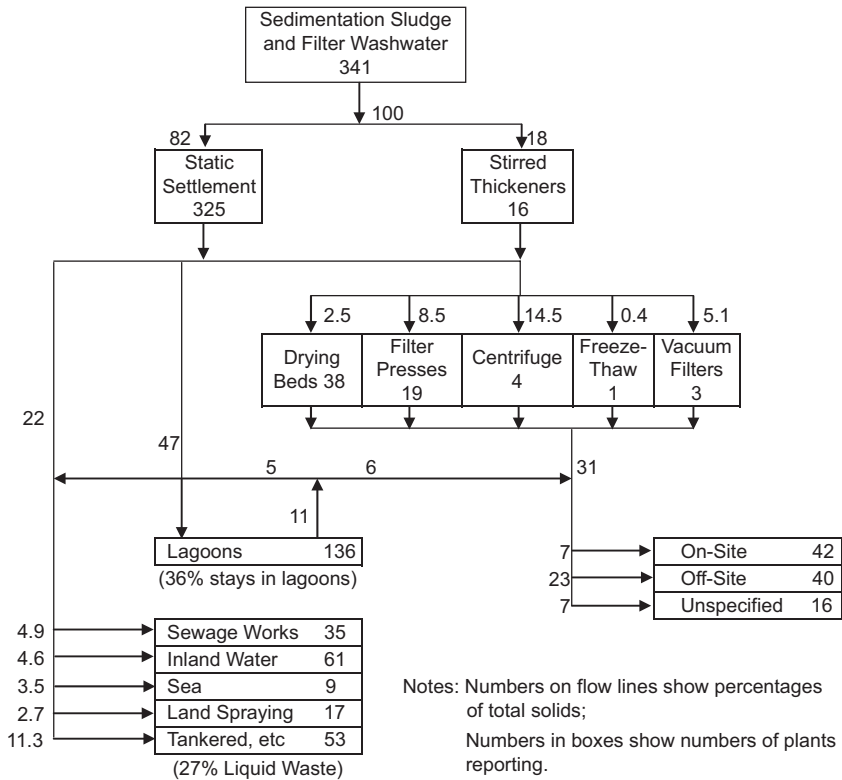 Sedimentation Sludge
and Filter Washwater
341
100
82
18
Static
Settlement
325
Stirred
Thickeners
16
2.5
8.5
14.5
0.4
5.1
Drying
Beds 38
Filter
Presses
19
Centrifuge
4
Freeze-
Thaw
1
Vacuum
Filters
3
22
47
5
6
31
11
Lagoons 136
(36% stays in lagoons)
7 On-Site 42
23 Off-Site 40
7 Unspecified 16
4.9 Sewage Works 35
4.6 Inland Water 61
3.5 Sea 9
2.7 Land Spraying 17
11.3 Tankered, etc 53
(27% Liquid Waste)
Notes: Numbers on flow lines show percentages
of total solids;
Numbers in boxes show numbers of plants
reporting.